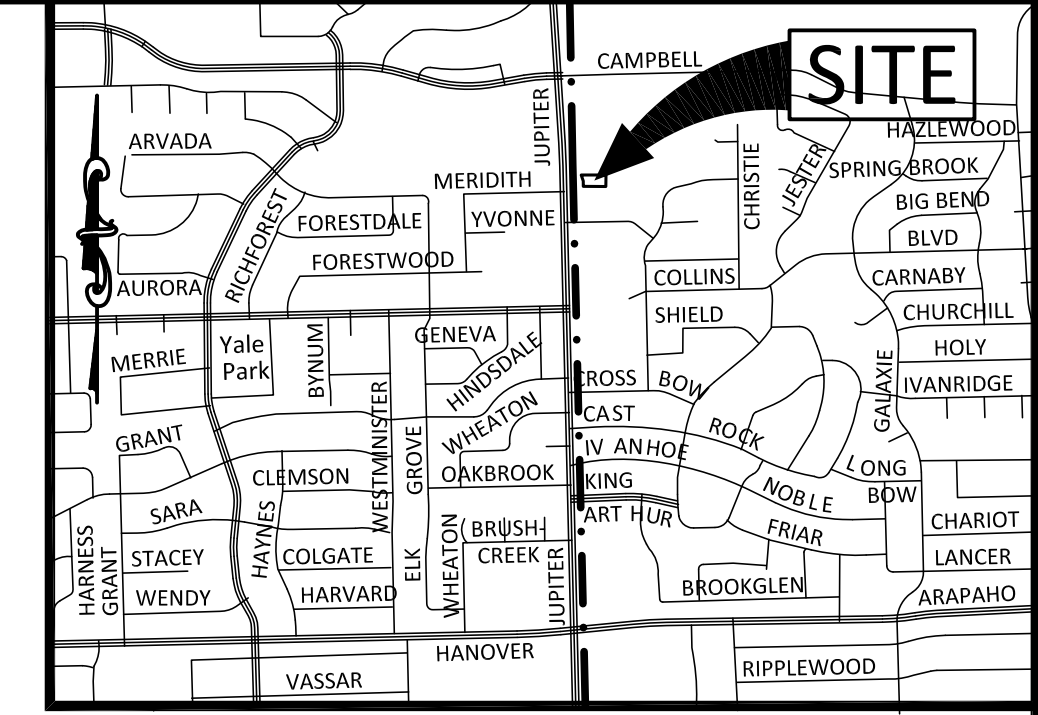 SITE
CAMPBELL
JUPITER
HAZLEWOOD
ARVADA
CHRISTIE
JESTER
SPRING BROOK
MERIDITH
BIG BEND
FORESTDALE
YVONNE
BLVD
RICHFOREST
FORESTWOOD
COLLINS
CARNABY
AURORA
SHIELD
CHURCHILL
GENEVA
Yale
Park
MERRIE
BYNUM
HINDSDALE
HOLY
CROSS
BOW
GALAXIE
IVANRIDGE
WESTMINISTER
WHEATON
CAST
ROCK
GRANT
GROVE
IV ANHOE
LONG
BOW
CLEMSON
OAKBROOK
KING
ART HUR
NOBLE
SARA
HAYNES
BRUSH
CREEK
FRIAR
CHARIOT
HARNESS
GRANT
STACEY
COLGATE
ELK
WHEATON
JUPITER
LANCER
WENDY
HARVARD
BROOKGLEN
ARAPAHO
HANOVER
VASSAR
RIPPLEWOOD